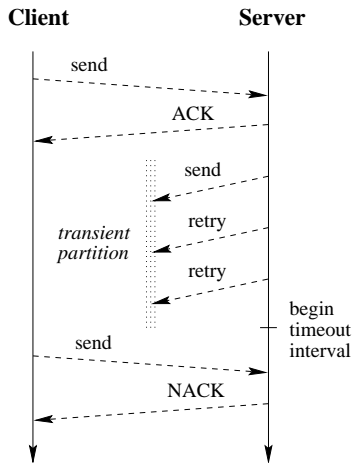 Client
Server
send
ACK
send
transient
partition
retry
retry
begin
timeout
interval
send
NACK